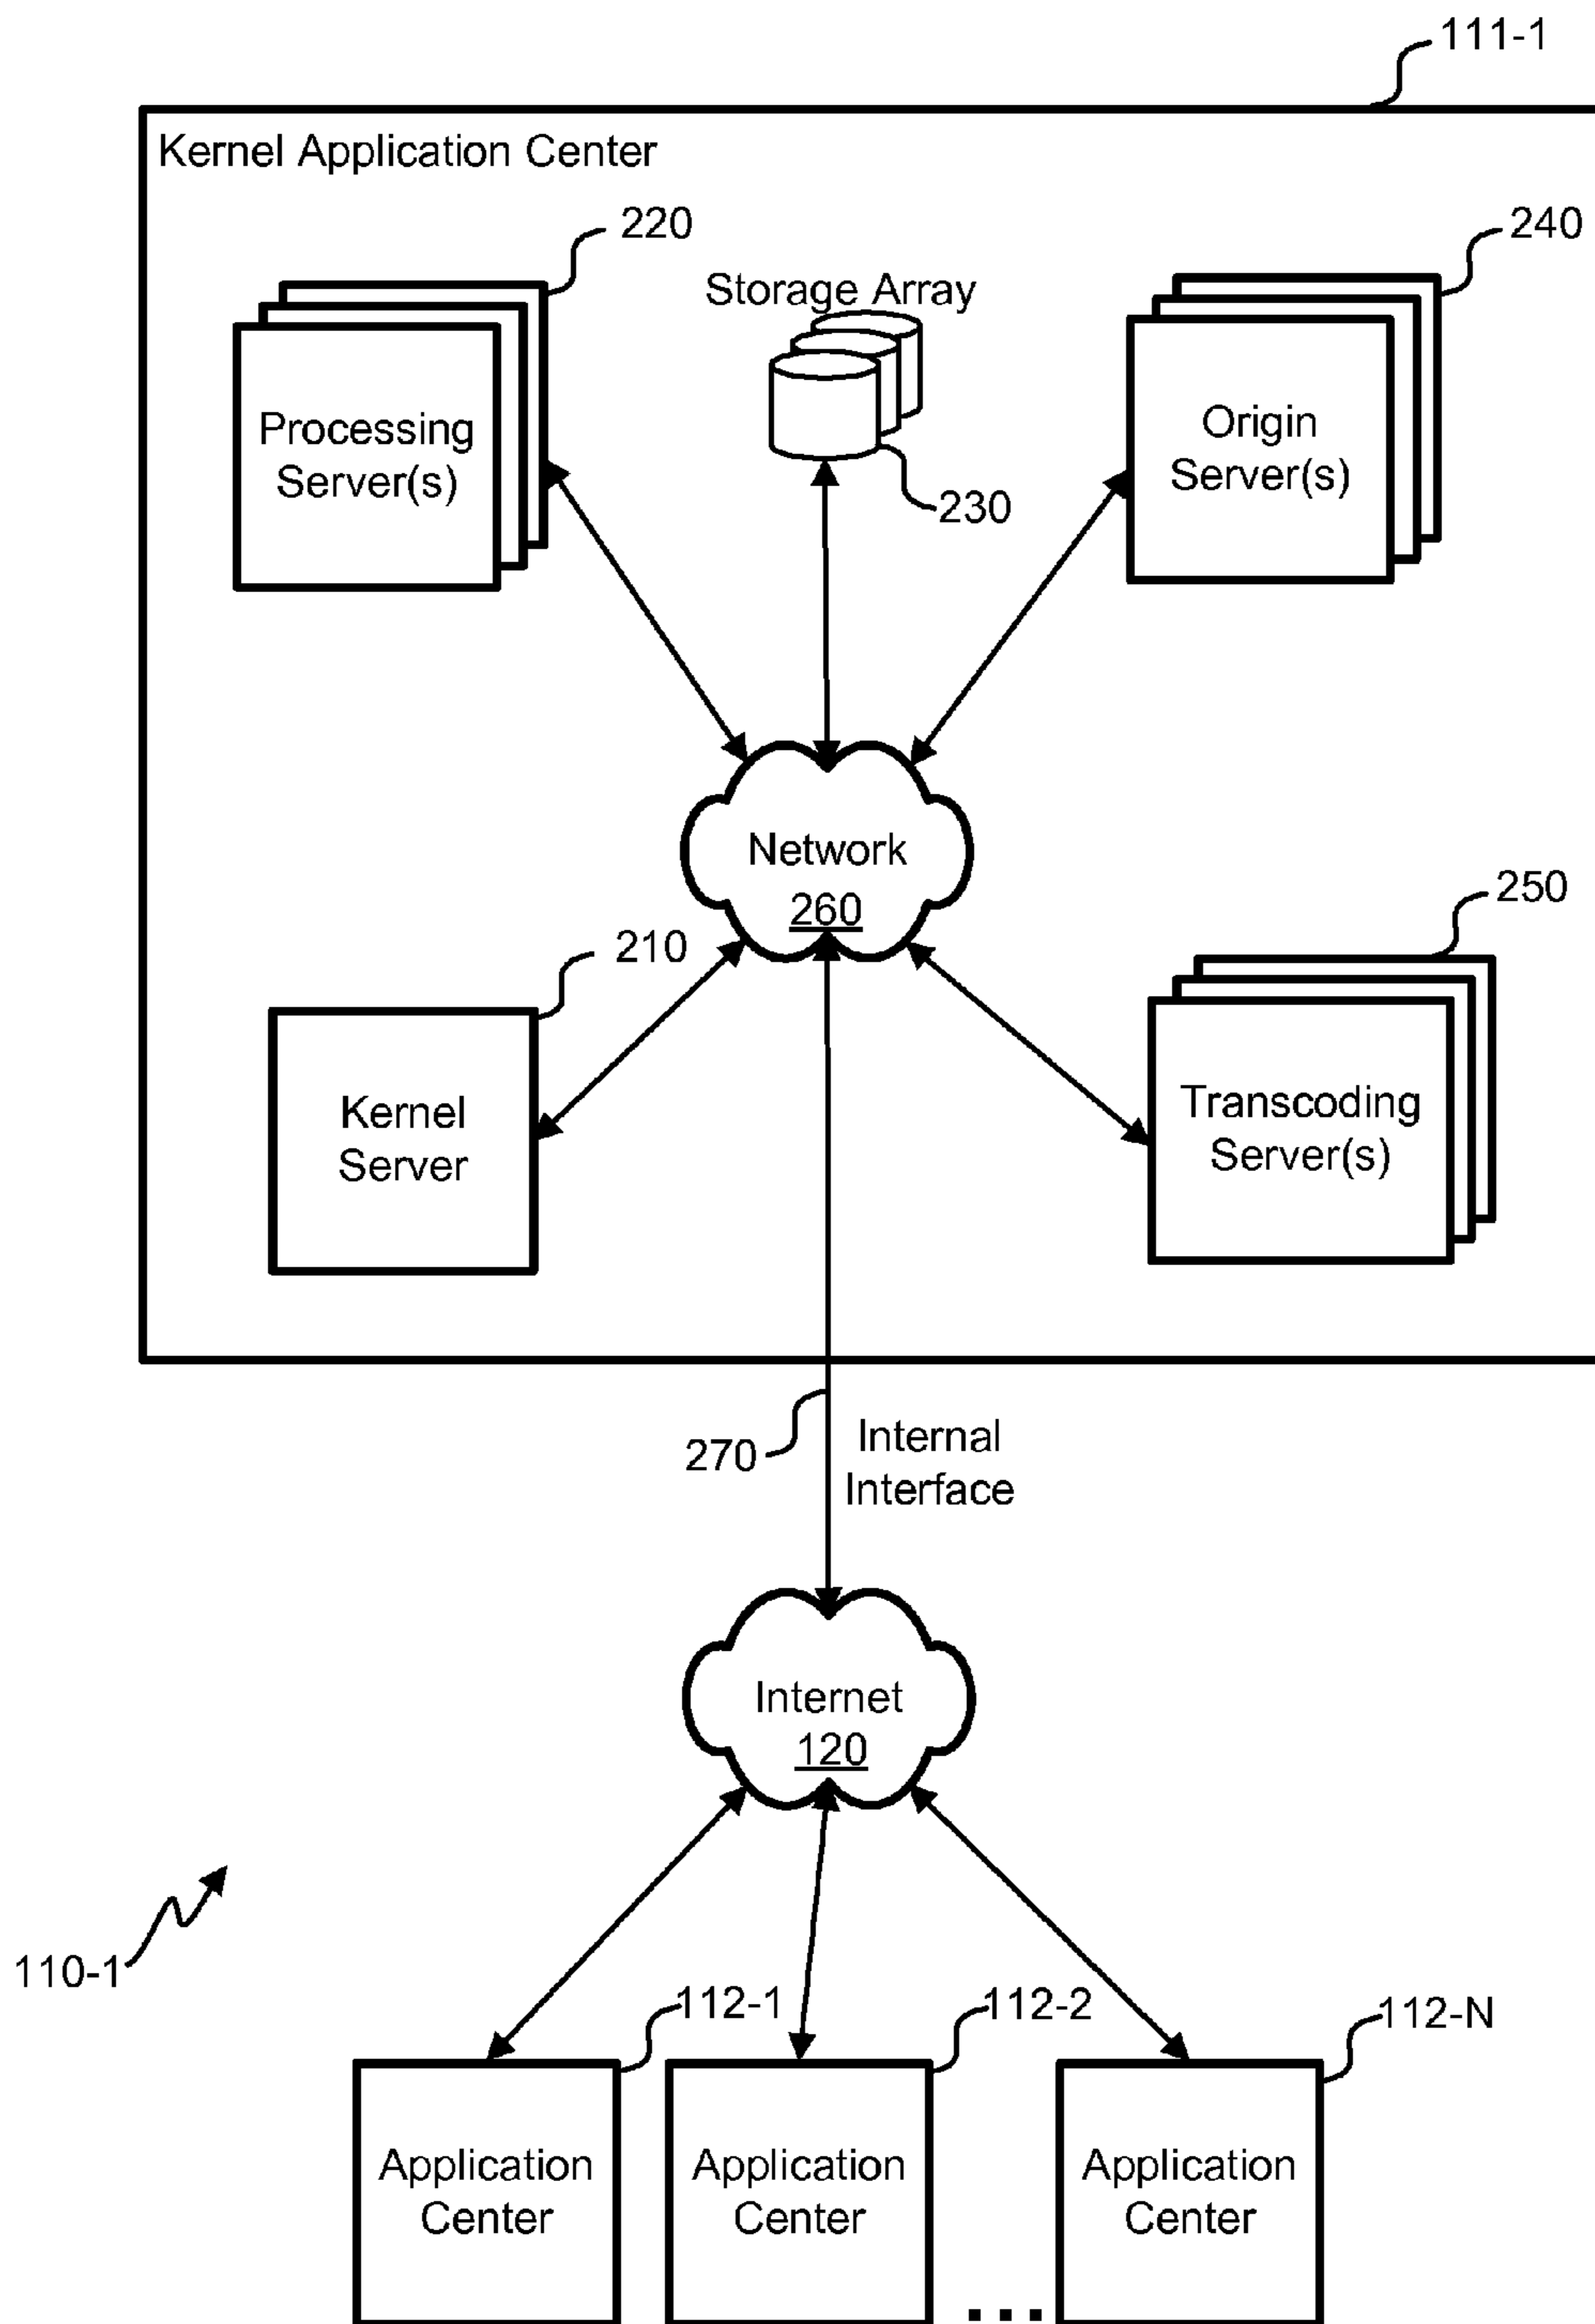 111-1
Kernel Application Center
220
240
Storage Array
Processing
Server(s)
Origin
Server(s)
230
Network
260
250
210
Kernel
Server
Transcoding
Server(s)
270
Internal
Interface
Internet
120
110-1
112-1
112-2
112-N
Application
Center
Application
Center
Application
Center
...